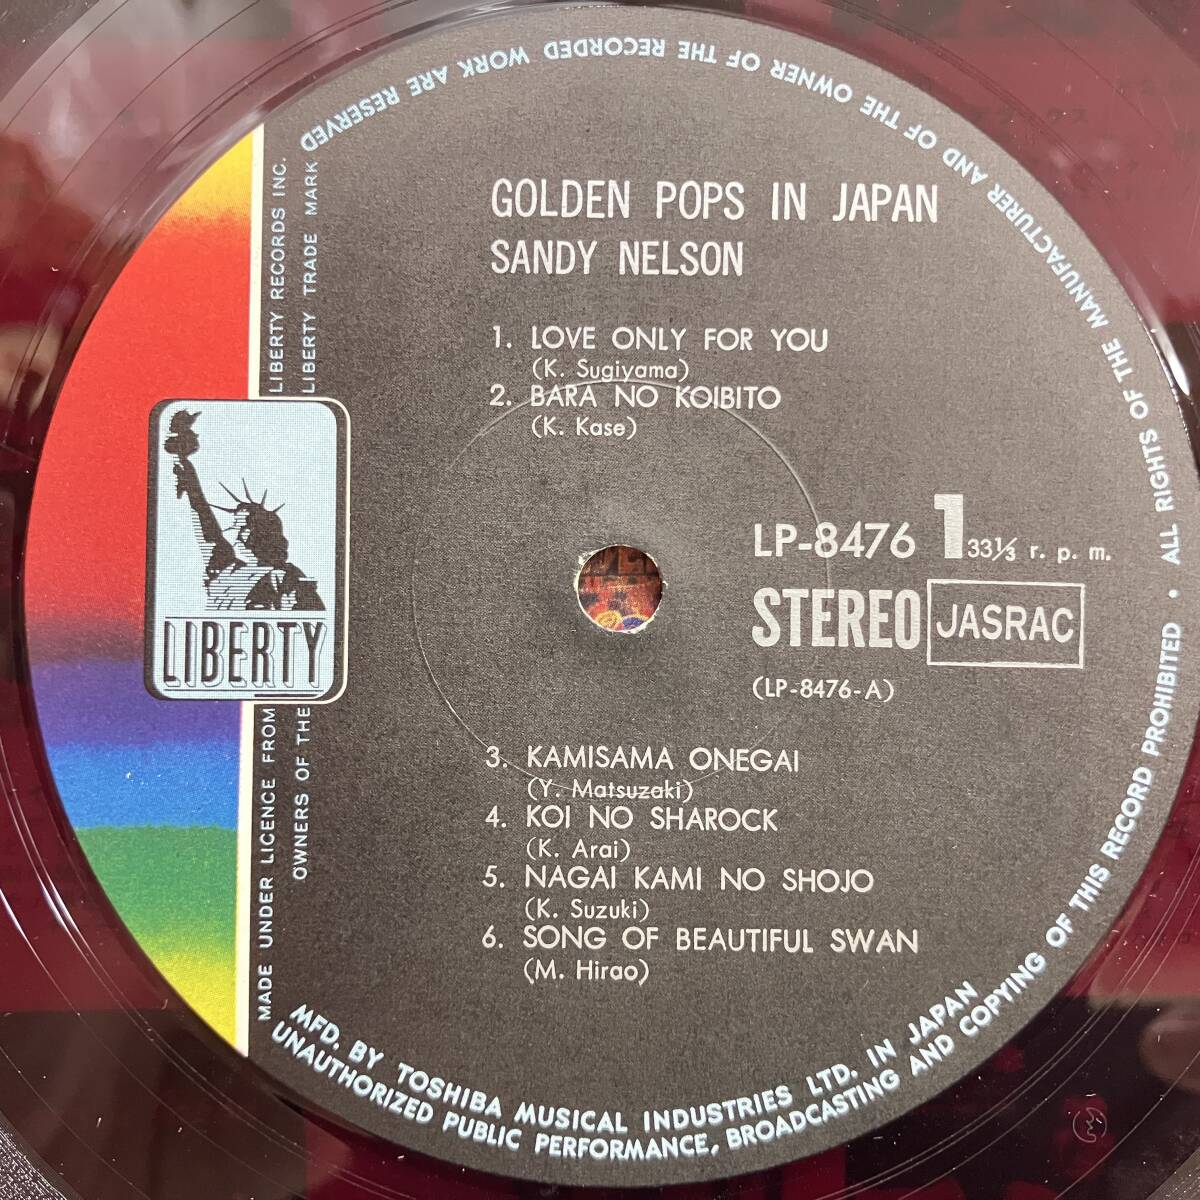 GOLDEN POPS IN JAPAN
SANDY NELSON
1. LOVE ONLY FOR YOU
(K. Sugiyama)
2. BARA NO KOIBITO
(K. Kase)
LP-8476 1 33⅓ r. p. m.
STEREO JASRAC
(LP-8476-A)
3. KAMISAMA ONEGAI
(Y. Matsuzaki)
4. KOI NO SHAROCK
(K. Arai)
5. NAGAI KAMI NO SHOJO
(K. Suzuki)
6. SONG OF BEAUTIFUL SWAN
(M. Hirao)
LIBERTY
MADE UNDER LICENCE FROM LIBERTY RECORDS INC.
OWNERS OF THE LIBERTY TRADE MARK
MFD. BY TOSHIBA MUSICAL INDUSTRIES LTD. IN JAPAN
UNAUTHORIZED PUBLIC PERFORMANCE, BROADCASTING AND COPYING OF THIS RECORD PROHIBITED • ALL RIGHTS OF THE MANUFACTURER AND OF THE OWNER OF THE RECORDED WORK ARE RESERVED